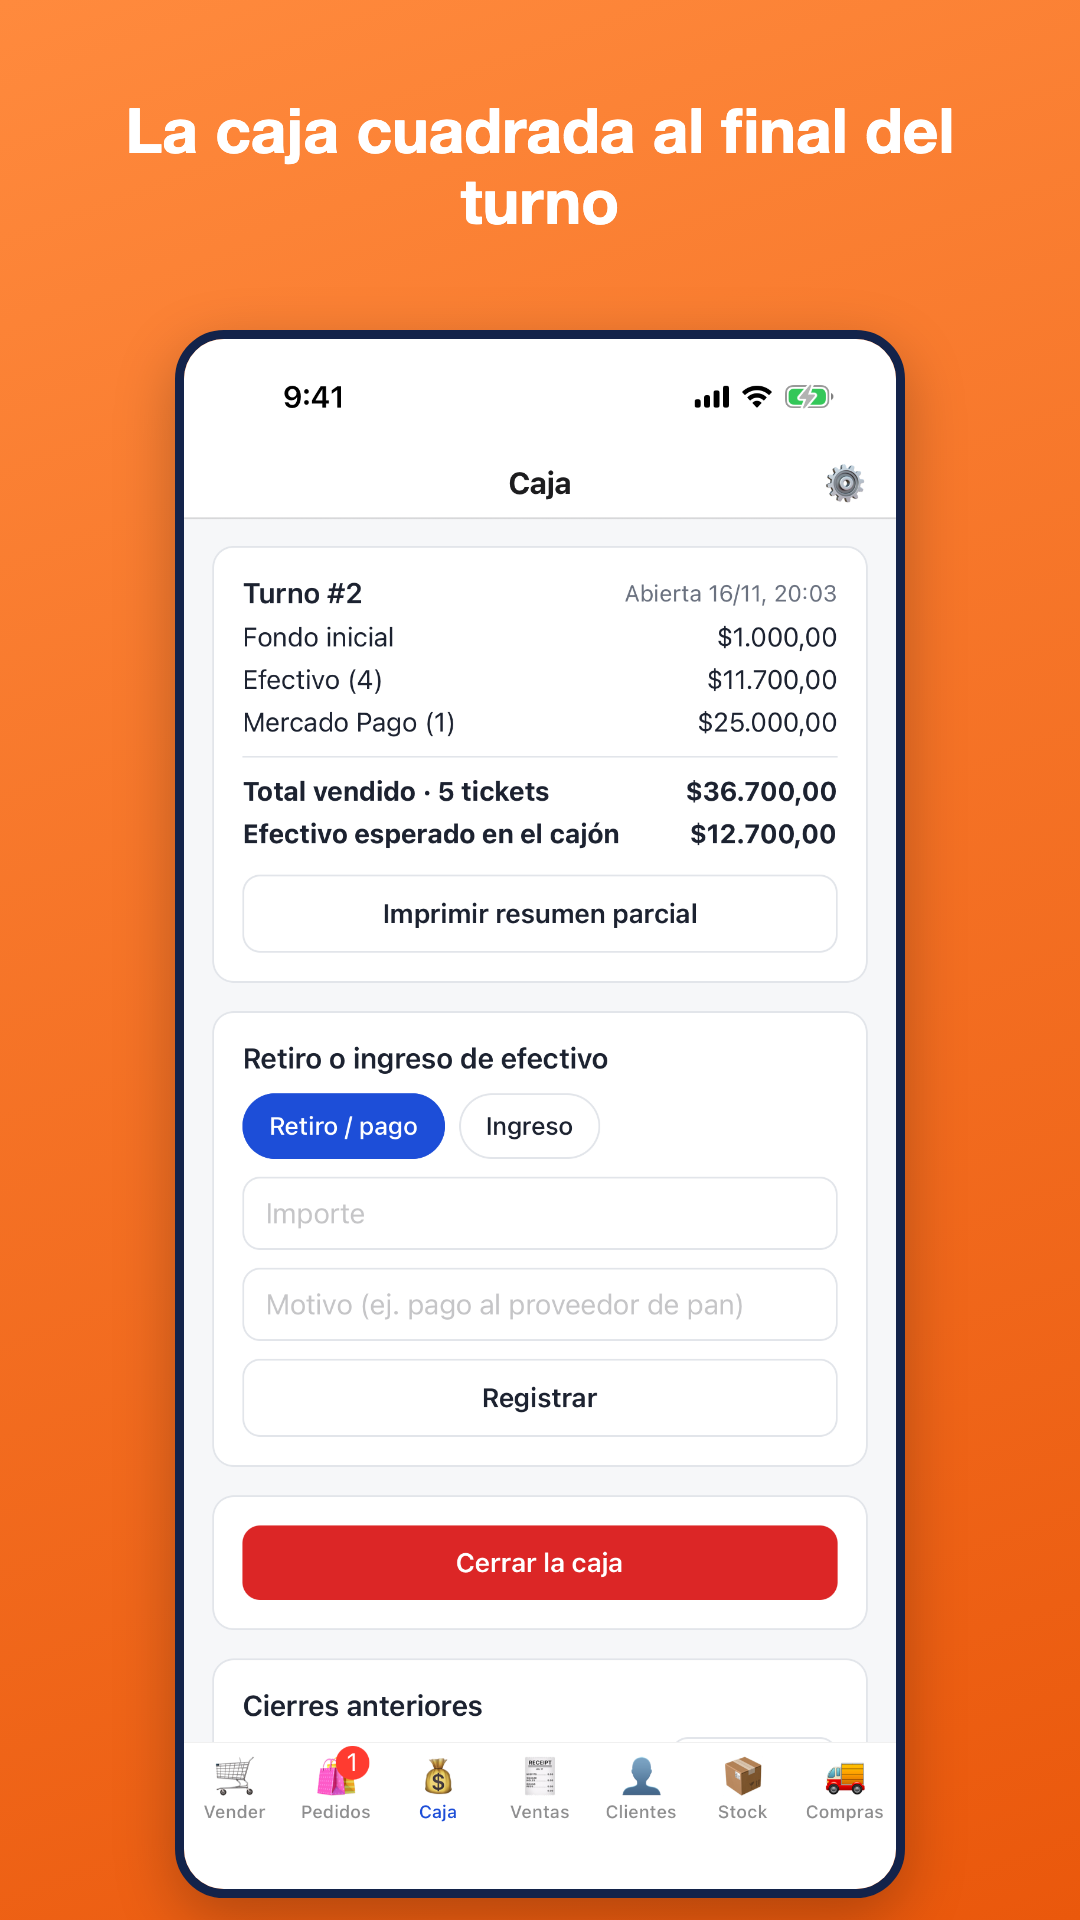 La caja cuadrada al final del
turno
9:41
Caja
Turno #2
Abierta 16/11, 20:03
Fondo inicial
$1.000,00
Efectivo (4)
$11.700,00
Mercado Pago (1)
$25.000,00
Total vendido · 5 tickets
$36.700,00
Efectivo esperado en el cajón
$12.700,00
Imprimir resumen parcial
Retiro o ingreso de efectivo
Retiro / pago
Ingreso
Importe
Motivo (ej. pago al proveedor de pan)
Registrar
Cerrar la caja
Cierres anteriores
1
RECEIPT
Vender
Pedidos
Caja
Ventas
Clientes
Stock
Compras